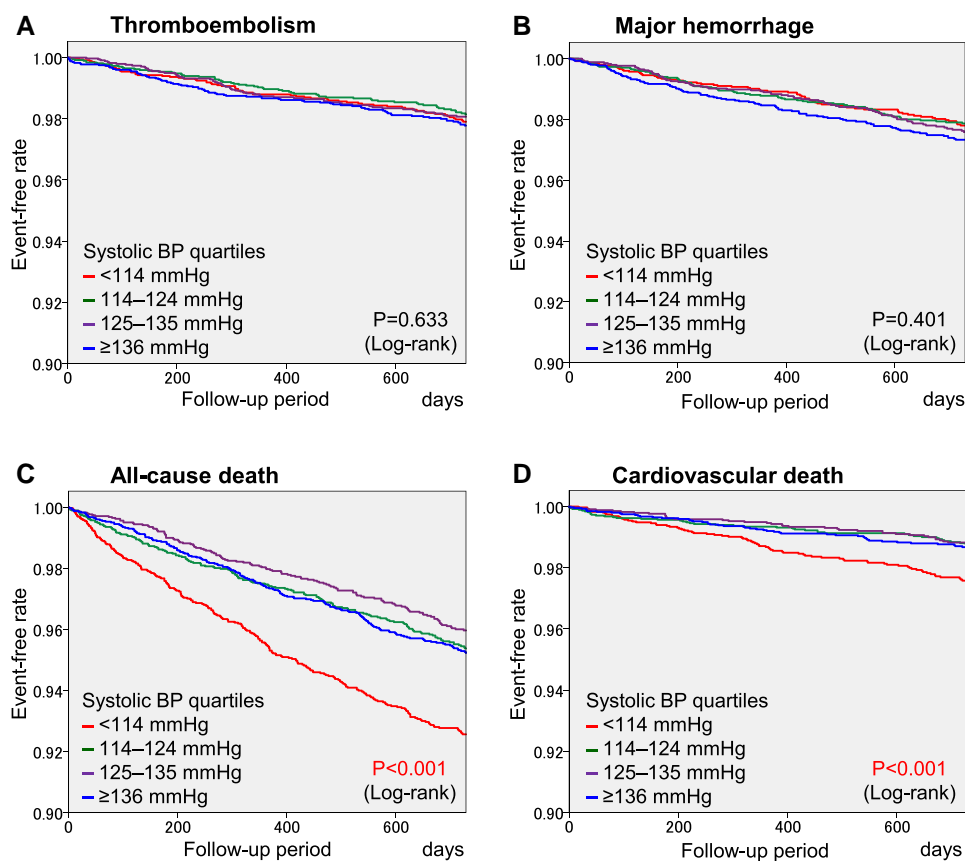 A Thromboembolism
Event-free rate
1.00
0.98
0.96
0.94
0.92
0.90
Systolic BP quartiles
<114 mmHg
114–124 mmHg
125–135 mmHg
≥136 mmHg
P=0.633
(Log-rank)
0 200 400 600
Follow-up period days
B Major hemorrhage
Event-free rate
1.00
0.98
0.96
0.94
0.92
0.90
Systolic BP quartiles
<114 mmHg
114–124 mmHg
125–135 mmHg
≥136 mmHg
P=0.401
(Log-rank)
0 200 400 600
Follow-up period days
C All-cause death
Event-free rate
1.00
0.98
0.96
0.94
0.92
0.90
Systolic BP quartiles
<114 mmHg
114–124 mmHg
125–135 mmHg
≥136 mmHg
P<0.001
(Log-rank)
0 200 400 600
Follow-up period days
D Cardiovascular death
Event-free rate
1.00
0.98
0.96
0.94
0.92
0.90
Systolic BP quartiles
<114 mmHg
114–124 mmHg
125–135 mmHg
≥136 mmHg
P<0.001
(Log-rank)
0 200 400 600
Follow-up period days